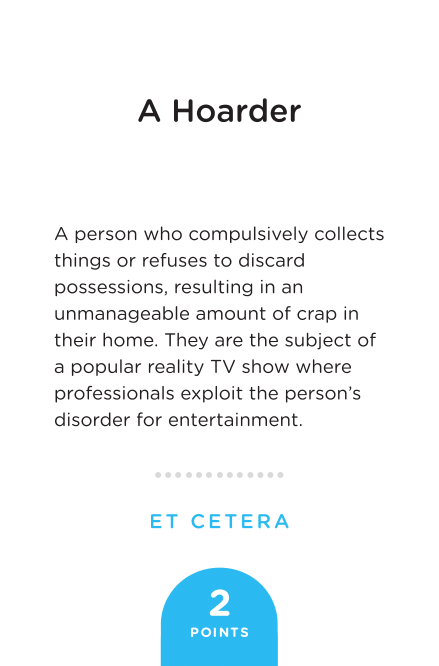 A Hoarder
A person who compulsively collects
things or refuses to discard
possessions, resulting in an
unmanageable amount of crap in
their home. They are the subject of
a popular reality TV show where
professionals exploit the person’s
disorder for entertainment.
ET CETERA
2
POINTS